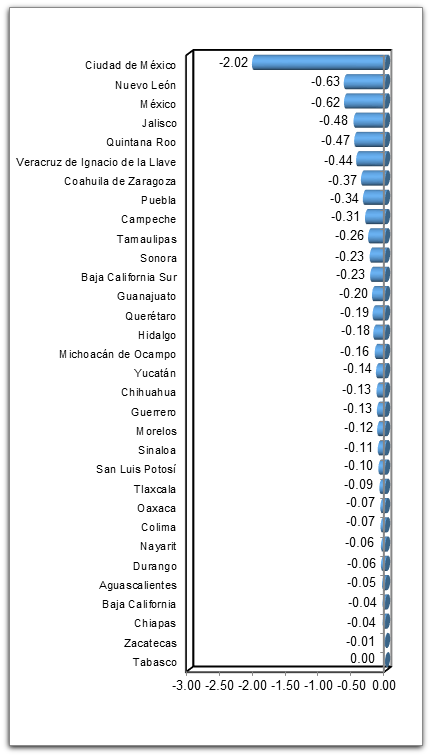 Ciudad de México -2.02
Nuevo León -0.63
México -0.62
Jalisco -0.48
Quintana Roo -0.47
Veracruz de Ignacio de la Llave -0.44
Coahuila de Zaragoza -0.37
Puebla -0.34
Campeche -0.31
Tamaulipas -0.26
Sonora -0.23
Baja California Sur -0.23
Guanajuato -0.20
Querétaro -0.19
Hidalgo -0.18
Michoacán de Ocampo -0.16
Yucatán -0.14
Chihuahua -0.13
Guerrero -0.13
Morelos -0.12
Sinaloa -0.11
San Luis Potosí -0.10
Tlaxcala -0.09
Oaxaca -0.07
Colima -0.07
Nayarit -0.06
Durango -0.06
Aguascalientes -0.05
Baja California -0.04
Chiapas -0.04
Zacatecas -0.01
Tabasco 0.00
-3.00 -2.50 -2.00 -1.50 -1.00 -0.50 0.00